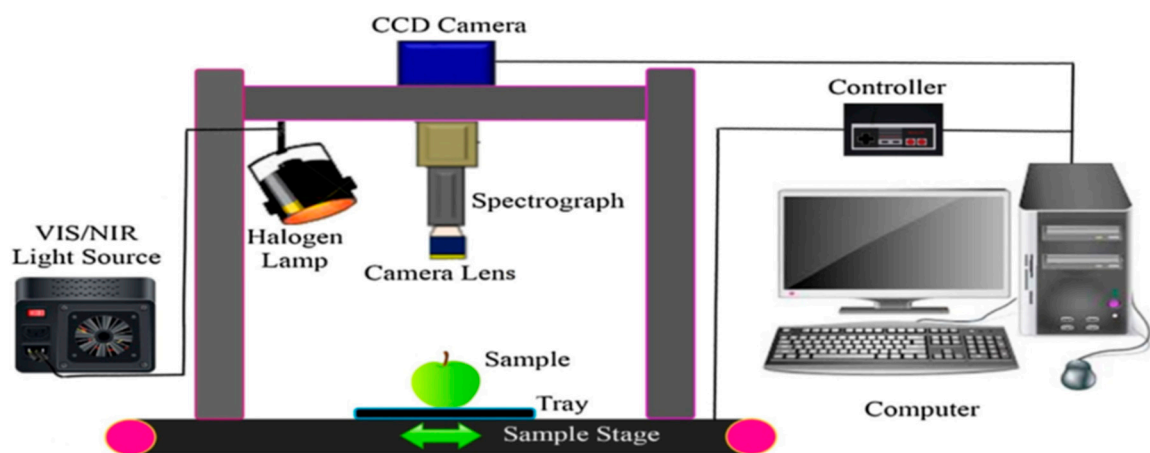 CCD Camera
Controller
Spectrograph
VIS/NIR
Light Source
Halogen
Lamp
Camera Lens
Sample
Tray
Computer
Sample Stage